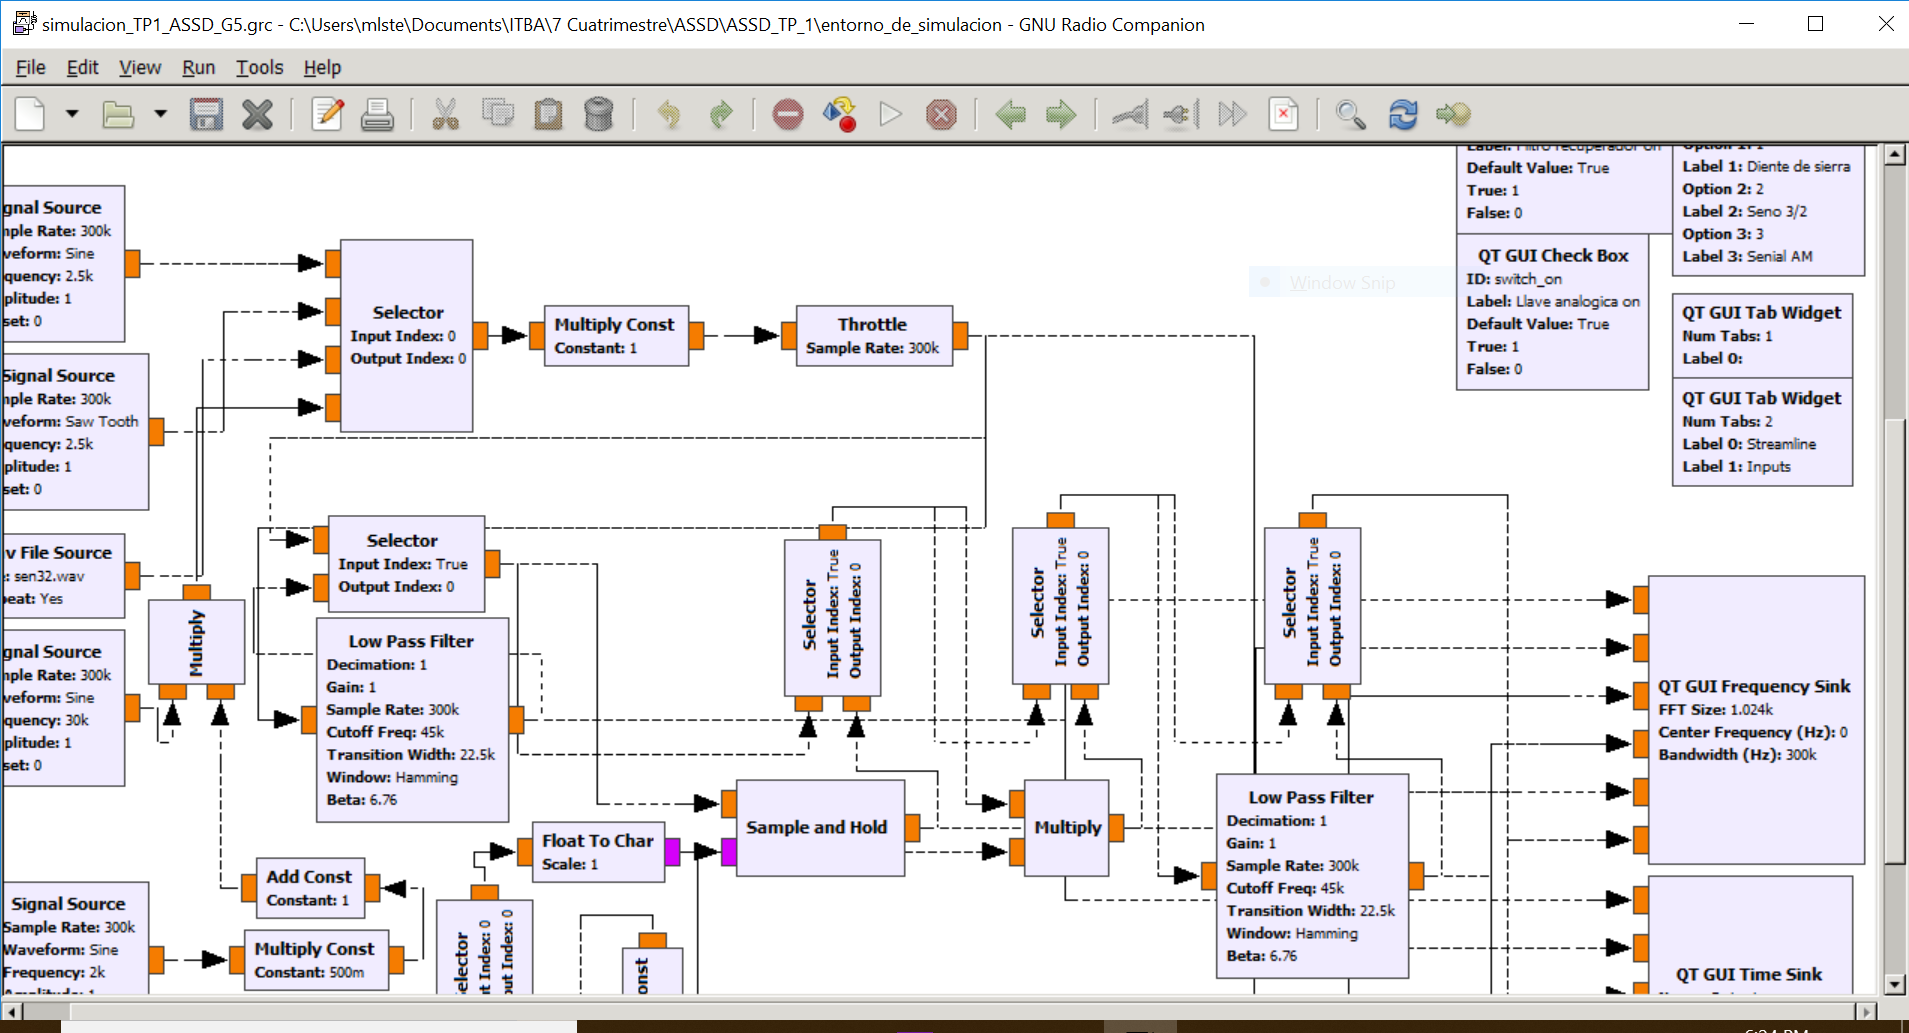 simulacion_TP1_ASSD_G5.grc - C:\Users\mlste\Documents\ITBA\7 Cuatrimestre\ASSD\ASSD_TP_1\entorno_de_simulacion - GNU Radio Companion
File Edit View Run Tools Help
gnal Source
mple Rate: 300k
veform: Sine
quency: 2.5k
plitude: 1
set: 0
Signal Source
mple Rate: 300k
veform: Saw Tooth
quency: 2.5k
plitude: 1
set: 0
v File Source
: sen32.wav
eat: Yes
gnal Source
mple Rate: 300k
veform: Sine
quency: 30k
plitude: 1
set: 0
Multiply
Signal Source
Sample Rate: 300k
Waveform: Sine
Frequency: 2k
Amplitude: 1
Add Const
Constant: 1
Multiply Const
Constant: 500m
Selector
Input Index: 0
Output Index: 0
Multiply Const
Constant: 1
Throttle
Sample Rate: 300k
Selector
Input Index: True
Output Index: 0
Low Pass Filter
Decimation: 1
Gain: 1
Sample Rate: 300k
Cutoff Freq: 45k
Transition Width: 22.5k
Window: Hamming
Beta: 6.76
Float To Char
Scale: 1
elector
ut Index: 0
out Index: 0
onst
Sample and Hold
Selector
Input Index: True
Output Index: 0
Selector
Input Index: True
Output Index: 0
Selector
Input Index: True
Output Index: 0
Multiply
Low Pass Filter
Decimation: 1
Gain: 1
Sample Rate: 300k
Cutoff Freq: 45k
Transition Width: 22.5k
Window: Hamming
Beta: 6.76
Window Snip
Label: Filtro recuperador on
Default Value: True
True: 1
False: 0
QT GUI Check Box
ID: switch_on
Label: Llave analogica on
Default Value: True
True: 1
False: 0
Option 1: 1
Label 1: Diente de sierra
Option 2: 2
Label 2: Seno 3/2
Option 3: 3
Label 3: Senial AM
QT GUI Tab Widget
Num Tabs: 1
Label 0:
QT GUI Tab Widget
Num Tabs: 2
Label 0: Streamline
Label 1: Inputs
QT GUI Frequency Sink
FFT Size: 1.024k
Center Frequency (Hz): 0
Bandwidth (Hz): 300k
QT GUI Time Sink